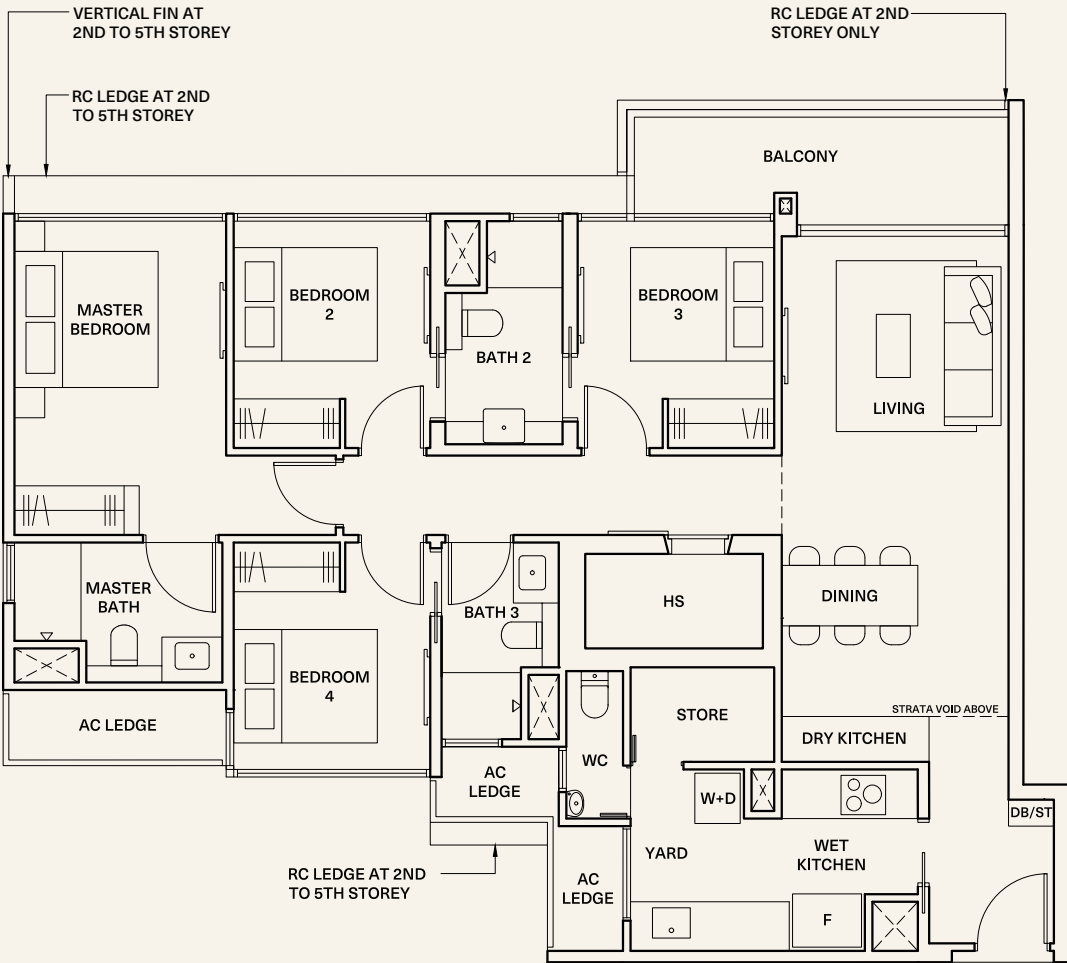 VERTICAL FIN AT
2ND TO 5TH STOREY
RC LEDGE AT 2ND
STOREY ONLY
RC LEDGE AT 2ND
TO 5TH STOREY
BALCONY
MASTER
BEDROOM
BEDROOM
2
BATH 2
BEDROOM
3
LIVING
MASTER
BATH
BATH 3
HS
DINING
BEDROOM
4
AC LEDGE
STORE
STRATA VOID ABOVE
DRY KITCHEN
AC
LEDGE
WC
W+D
DB/ST
YARD
WET
KITCHEN
RC LEDGE AT 2ND
TO 5TH STOREY
AC
LEDGE
F